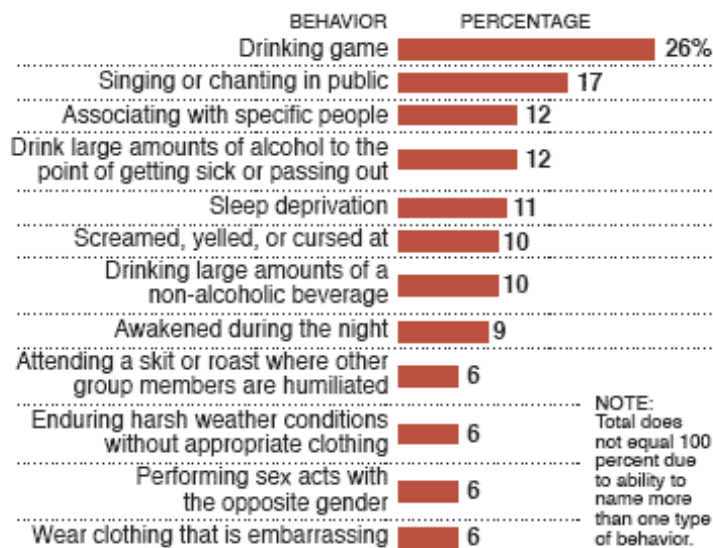 BEHAVIOR PERCENTAGE
Drinking game 26%
Singing or chanting in public 17
Associating with specific people 12
Drink large amounts of alcohol to the
point of getting sick or passing out 12
Sleep deprivation 11
Screamed, yelled, or cursed at 10
Drinking large amounts of a
non-alcoholic beverage 10
Awakened during the night 9
Attending a skit or roast where other
group members are humiliated 6
Enduring harsh weather conditions
without appropriate clothing 6
Performing sex acts with
the opposite gender 6
Wear clothing that is embarrassing 6
NOTE:
Total does
not equal 100
percent due
to ability to
name more
than one type
of behavior.